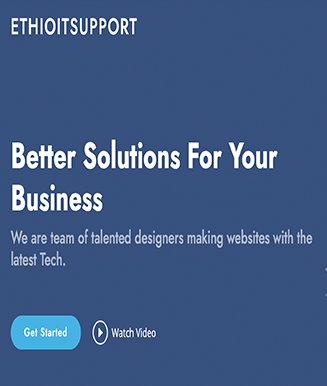 ETHIOITSUPPORT
Better Solutions For Your
Business
We are team of talented designers making websites with the
latest Tech.
Get Started
Watch Video